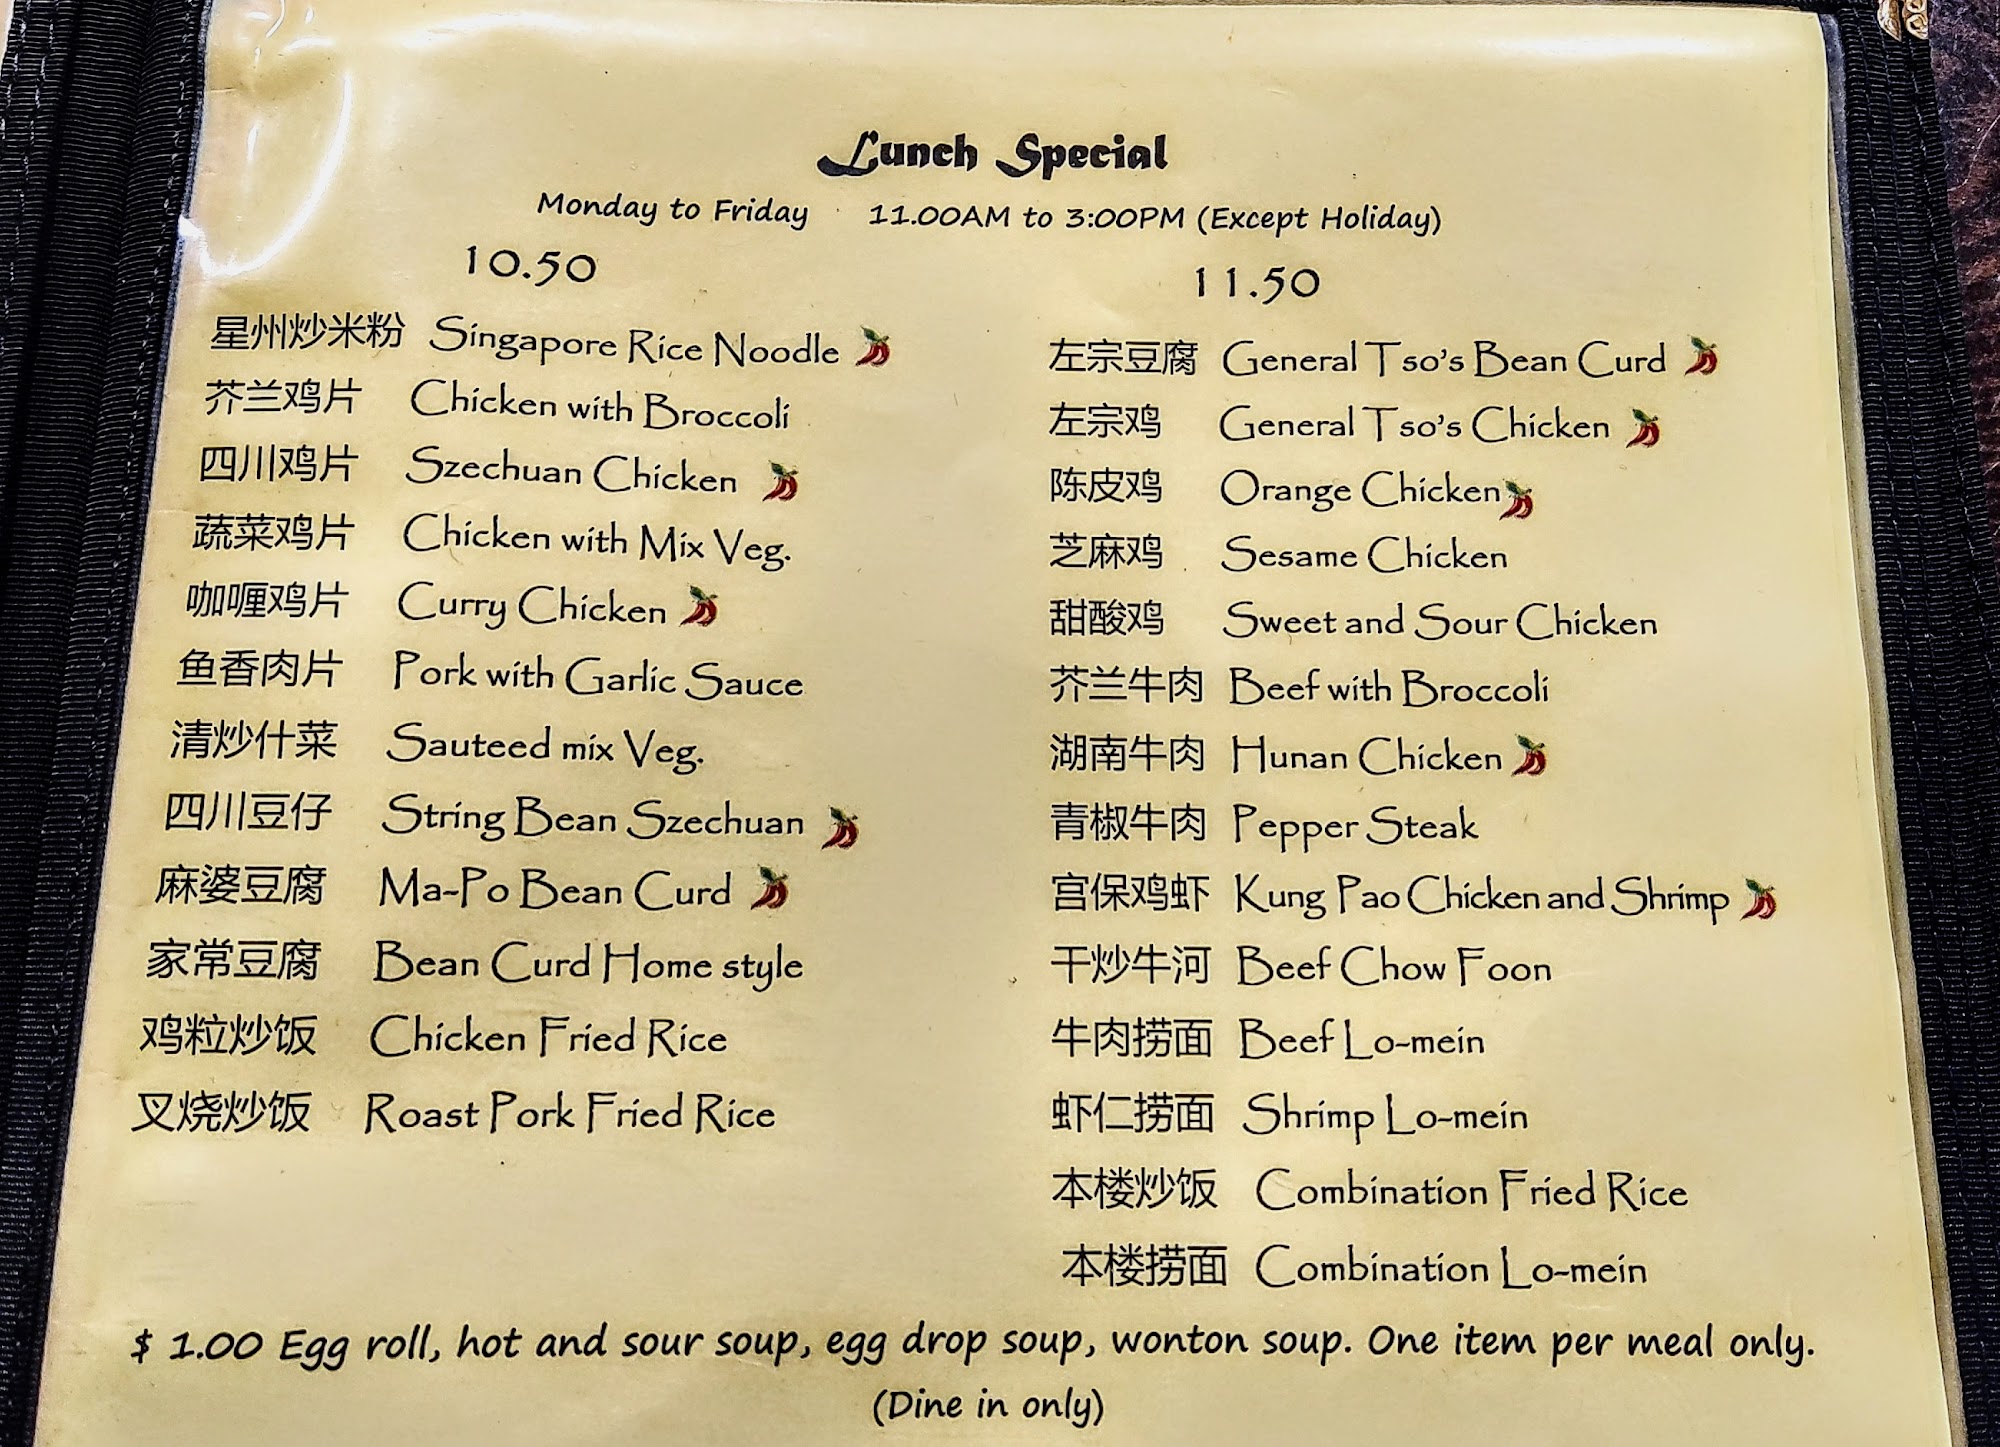 Lunch Special
Monday to Friday 11.00AM to 3:00PM (Except Holiday)
10.50
星州炒米粉 Singapore Rice Noodle
芥兰鸡片 Chicken with Broccoli
四川鸡片 Szechuan Chicken
蔬菜鸡片 Chicken with Mix Veg.
咖喱鸡片 Curry Chicken
鱼香肉片 Pork with Garlic Sauce
清炒什菜 Sauteed mix Veg.
四川豆仔 String Bean Szechuan
麻婆豆腐 Ma-Po Bean Curd
家常豆腐 Bean Curd Home style
鸡粒炒饭 Chicken Fried Rice
叉烧炒饭 Roast Pork Fried Rice
11.50
左宗豆腐 General Tso's Bean Curd
左宗鸡 General Tso's Chicken
陈皮鸡 Orange Chicken
芝麻鸡 Sesame Chicken
甜酸鸡 Sweet and Sour Chicken
芥兰牛肉 Beef with Broccoli
湖南牛肉 Hunan Chicken
青椒牛肉 Pepper Steak
宫保鸡虾 Kung Pao Chicken and Shrimp
干炒牛河 Beef Chow Foon
牛肉捞面 Beef Lo-mein
虾仁捞面 Shrimp Lo-mein
本楼炒饭 Combination Fried Rice
本楼捞面 Combination Lo-mein
$ 1.00 Egg roll, hot and sour soup, egg drop soup, wonton soup. One item per meal only.
(Dine in only)